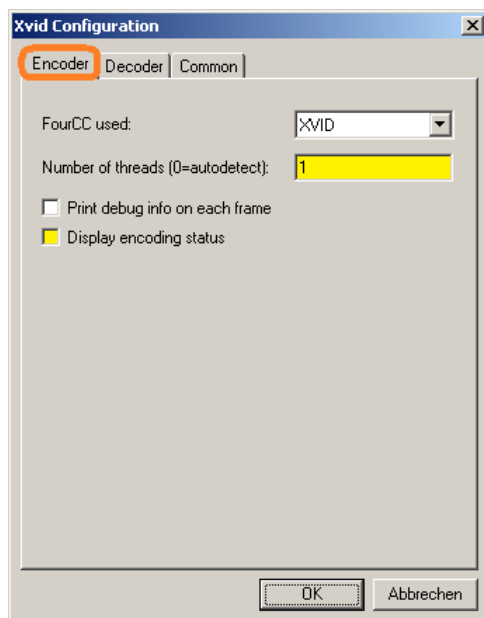 Xvid Configuration
Encoder Decoder Common
FourCC used: XVID
Number of threads (0=autodetect): 1
Print debug info on each frame
Display encoding status
OK Abbrechen